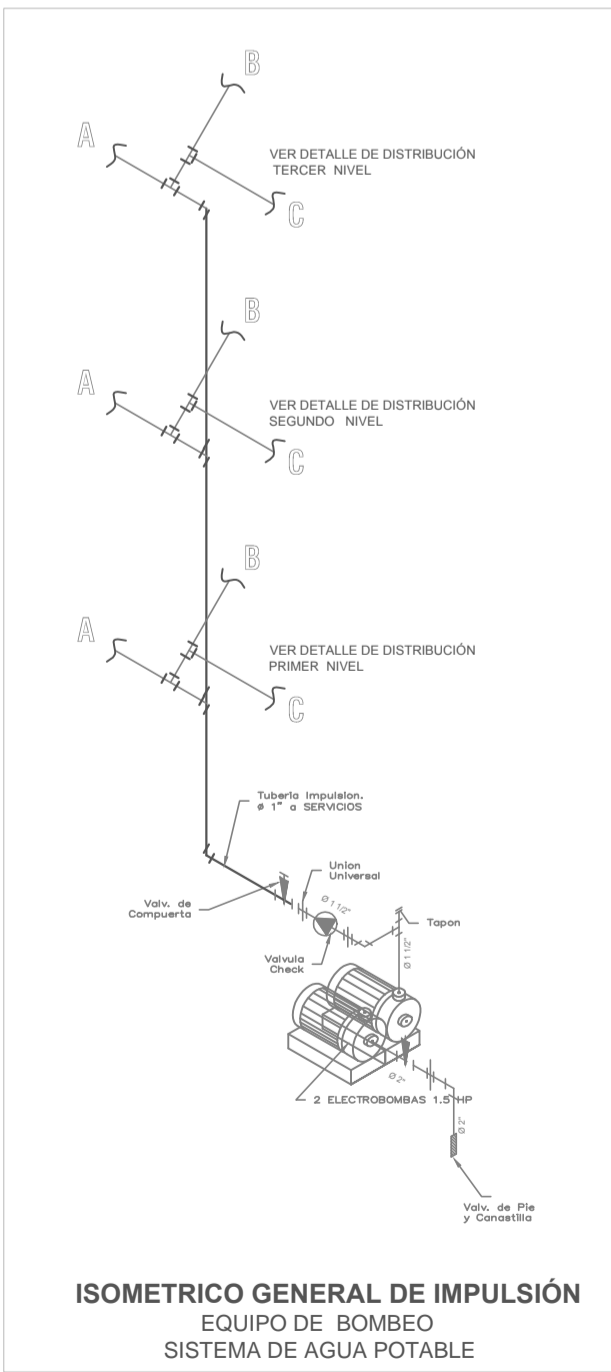 B
A
VER DETALLE DE DISTRIBUCIÓN
TERCER NIVEL
C
B
A
VER DETALLE DE DISTRIBUCIÓN
SEGUNDO NIVEL
C
B
A
VER DETALLE DE DISTRIBUCIÓN
PRIMER NIVEL
C
Tuberia Impulsion.
ø 1" a SERVICIOS
Union
Universal
Valv. de
Compuerta
Ø 1 1/2"
Tapon
Valvula
Check
Ø 1 1/2"
Ø 2"
2 ELECTROBOMBAS 1.5 HP
Ø 2"
Valv. de Pie
y Canastilla
ISOMETRICO GENERAL DE IMPULSIÓN
EQUIPO DE BOMBEO
SISTEMA DE AGUA POTABLE